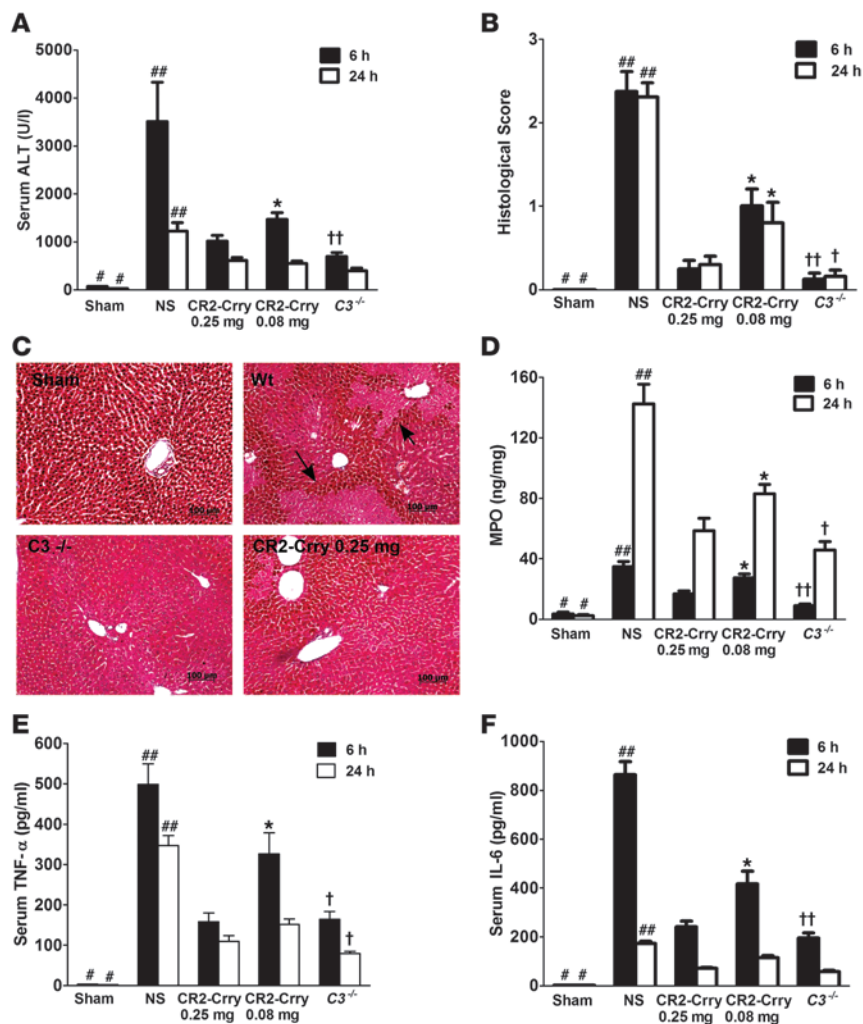 A
Serum ALT (U/l)
5000
4000
3000
2000
1000
0
6 h
24 h
# # ## ## * ††
Sham NS CR2-Crry 0.25 mg CR2-Crry 0.08 mg C3-/-
B
Histological Score
3
2
1
0
6 h
24 h
# # ## ## * * †† †
Sham NS CR2-Crry 0.25 mg CR2-Crry 0.08 mg C3-/-
C
Sham
100 μm
Wt
100 μm
C3 -/-
100 μm
CR2-Crry 0.25 mg
100 μm
D
MPO (ng/mg)
160
120
80
40
0
6 h
24 h
# # ## ## * * †† †
Sham NS CR2-Crry 0.25 mg CR2-Crry 0.08 mg C3-/-
E
Serum TNF-α (pg/ml)
600
500
400
300
200
100
0
6 h
24 h
# # ## ## * † †
Sham NS CR2-Crry 0.25 mg CR2-Crry 0.08 mg C3-/-
F
Serum IL-6 (pg/ml)
1000
800
600
400
200
0
6 h
24 h
# # ## ## * ††
Sham NS CR2-Crry 0.25 mg CR2-Crry 0.08 mg C3-/-